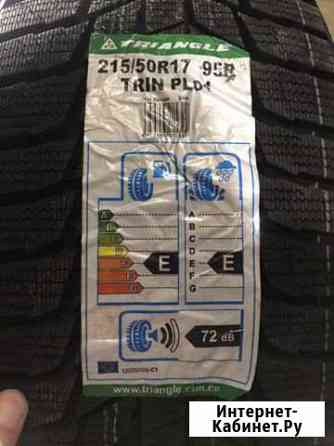 TRIANGLE
215/50R17 95R
TRIN PL01
A
B
C
D
E
F
G
E
E
72 dB
www.triangle.com.cn
Интернет-
Кабинет.Ру